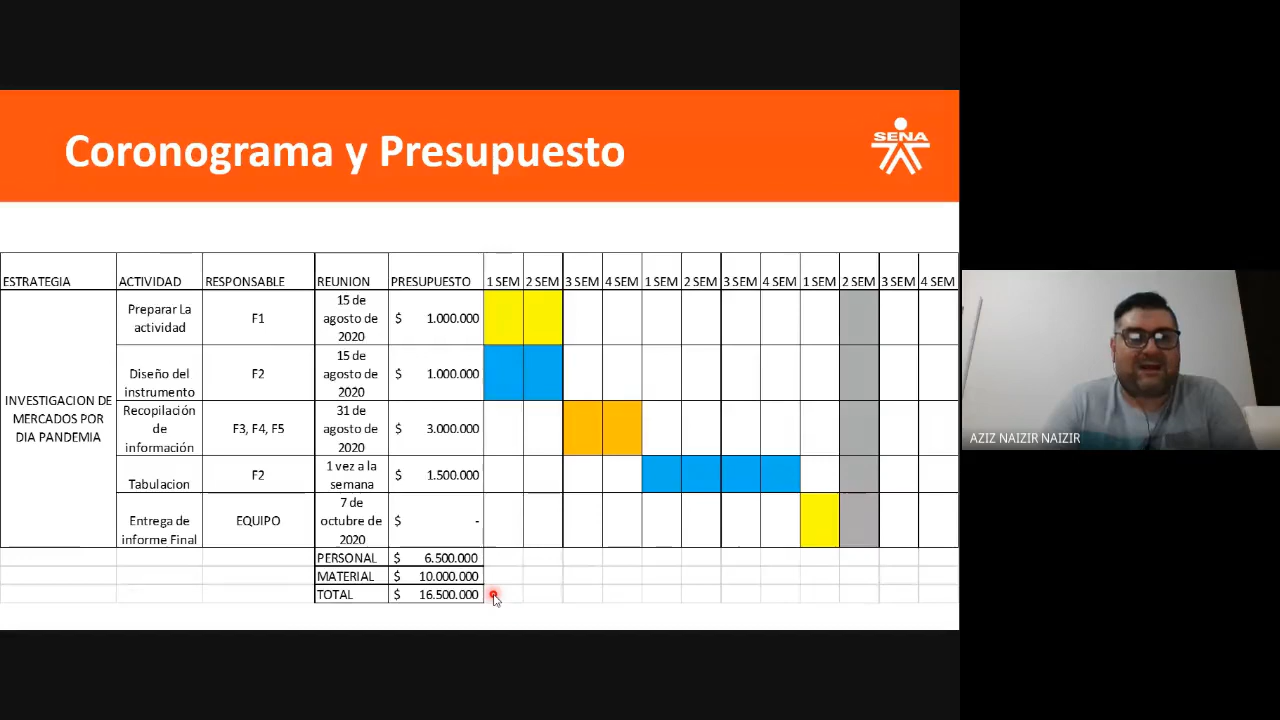 Coronograma y Presupuesto
SENA
ESTRATEGIA ACTIVIDAD RESPONSABLE REUNION PRESUPUESTO 1 SEM 2 SEM 3 SEM 4 SEM 1 SEM 2 SEM 3 SEM 4 SEM 1 SEM 2 SEM 3 SEM 4 SEM
INVESTIGACION DE
MERCADOS POR
DIA PANDEMIA
Preparar La
actividad
F1
15 de
agosto de
2020
$ 1.000.000
Diseño del
instrumento
F2
15 de
agosto de
2020
$ 1.000.000
Recopilación
de
información
F3, F4, F5
31 de
agosto de
2020
$ 3.000.000
Tabulacion
F2
1 vez a la
semana
$ 1.500.000
Entrega de
informe Final
EQUIPO
7 de
octubre de
2020
$ -
PERSONAL $ 6.500.000
MATERIAL $ 10.000.000
TOTAL $ 16.500.000
AZIZ NAIZIR NAIZIR